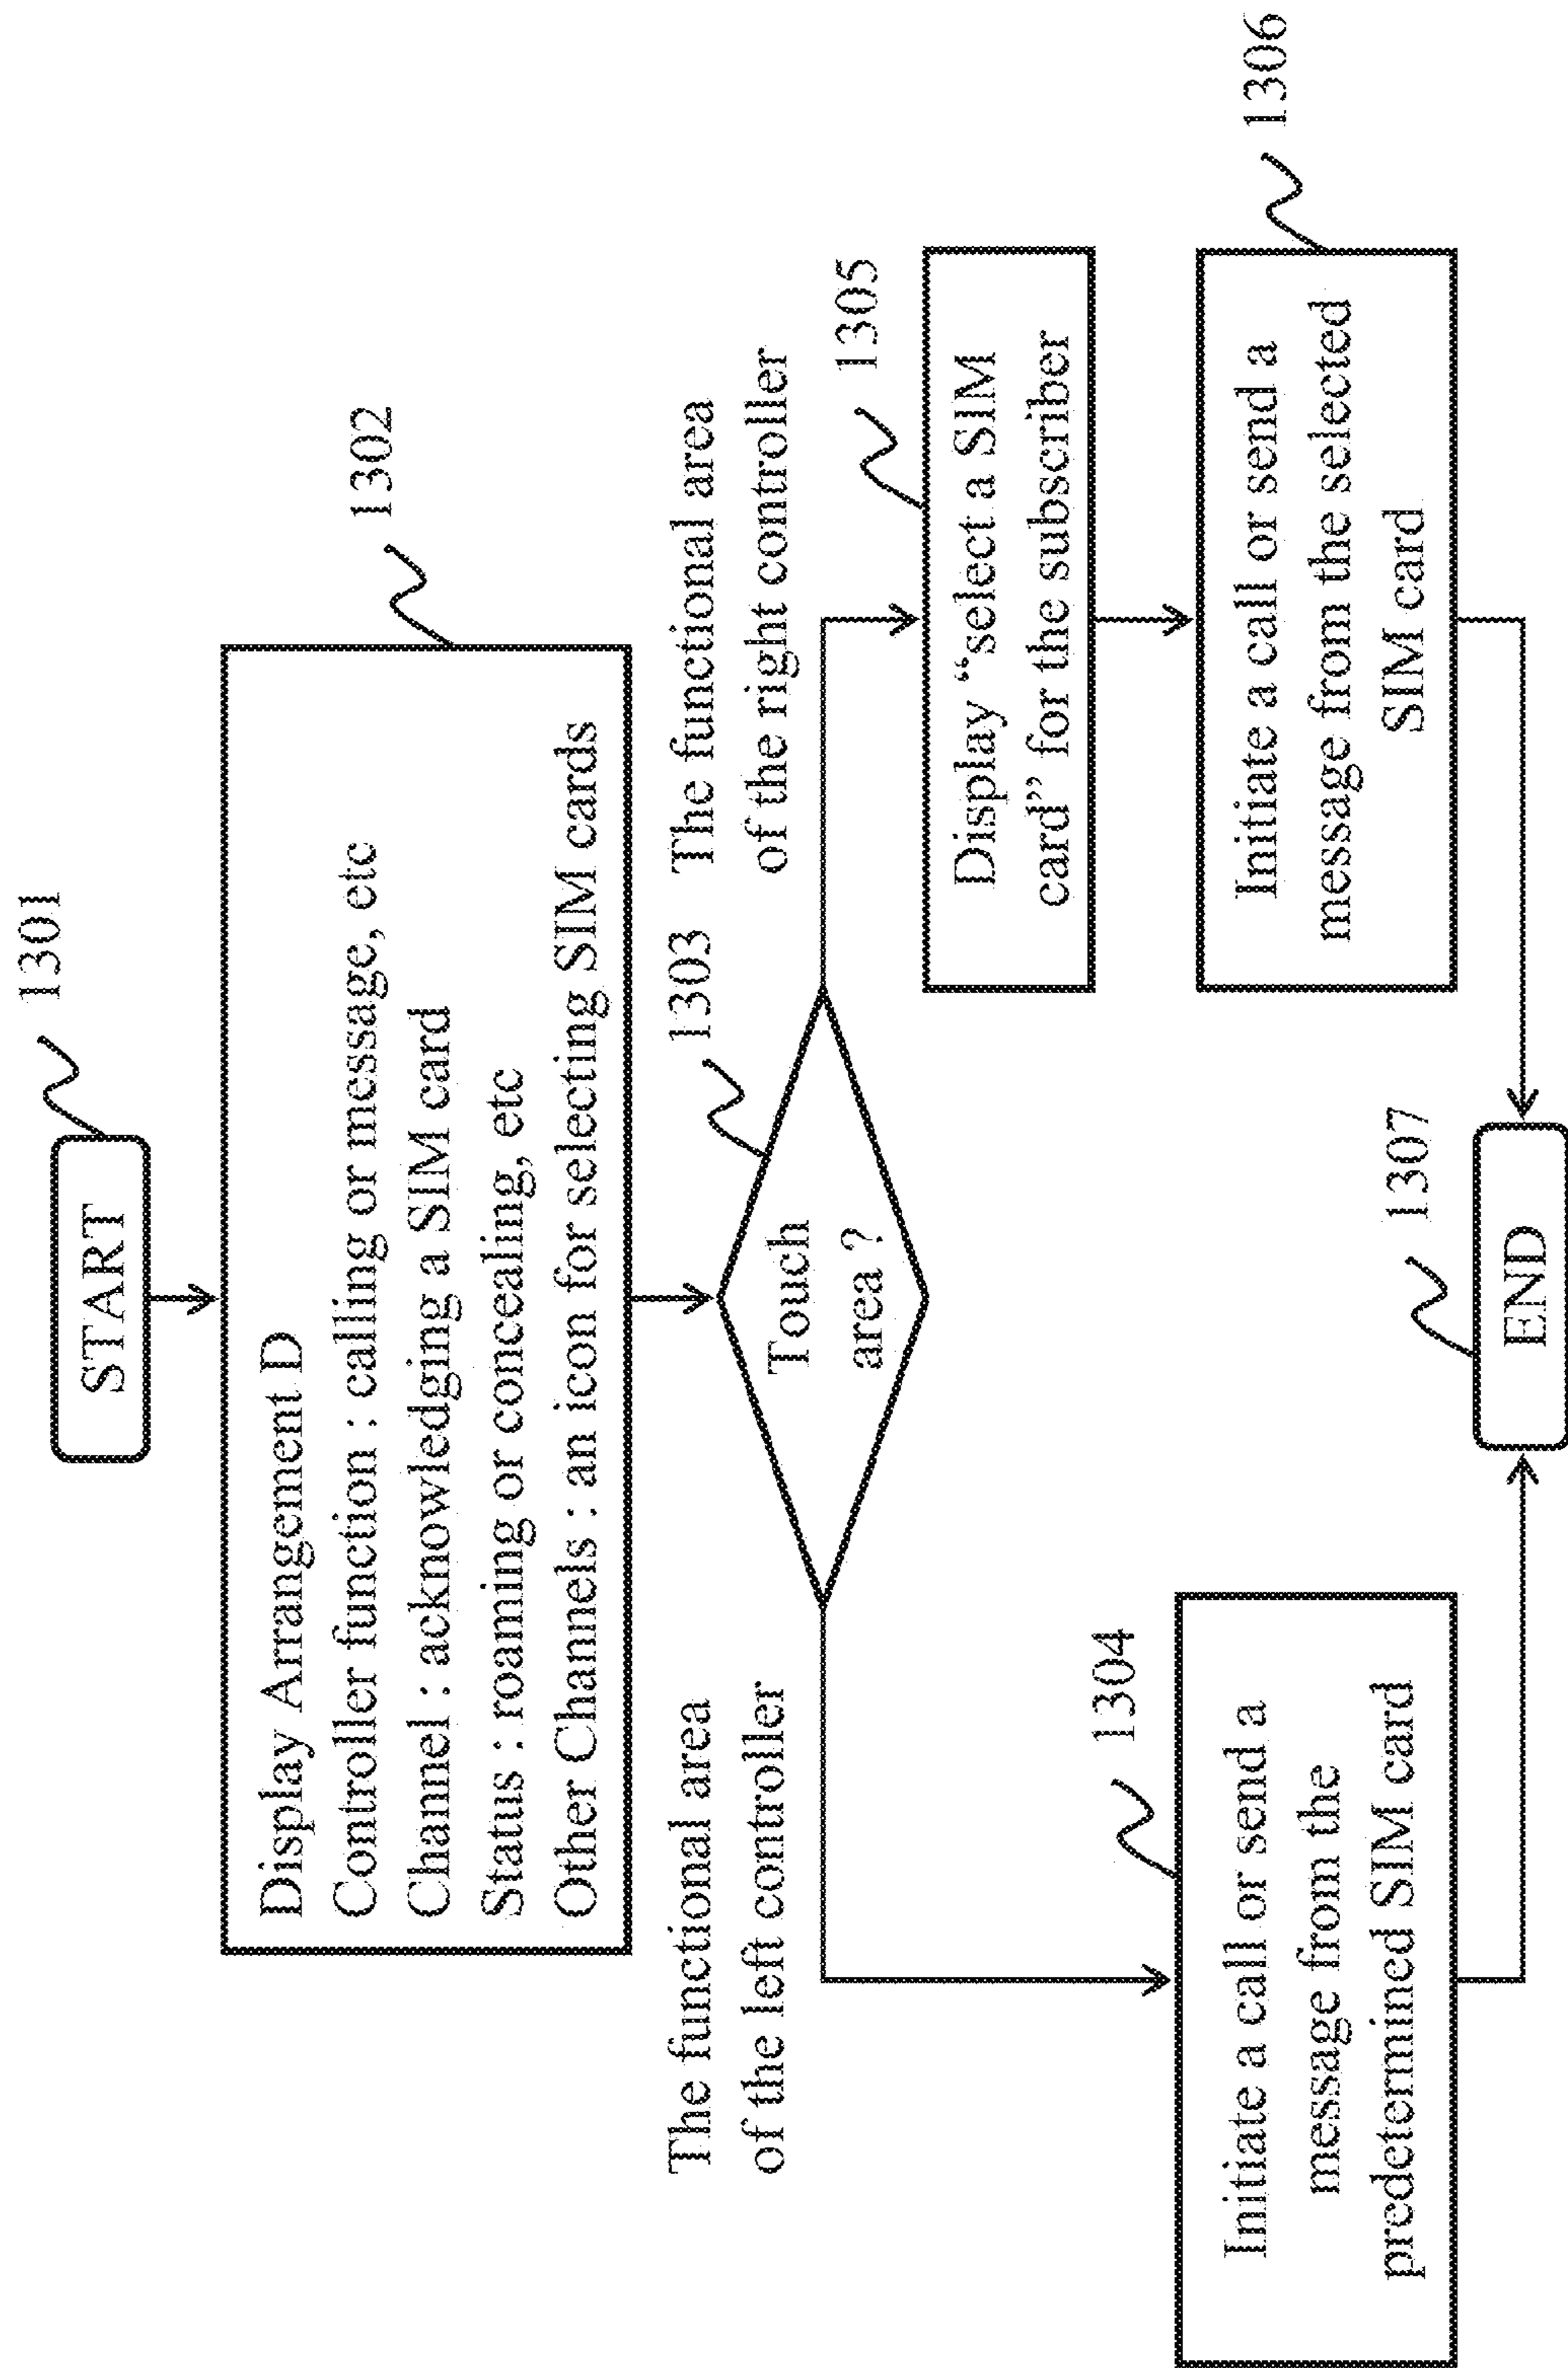 START
1301
Display Arrangement D
Controller function : calling or message, etc
Channel : acknowledging a SIM card
Status : roaming or concealing, etc
Other Channels : an icon for selecting SIM cards
1302
The functional area
of the left controller
1303
Touch
area ?
The functional area
of the right controller
1304
Initiate a call or send a
message from the
predetermined SIM card
1305
Display “select a SIM
card” for the subscriber
Initiate a call or send a
message from the selected
SIM card
1306
1307
END